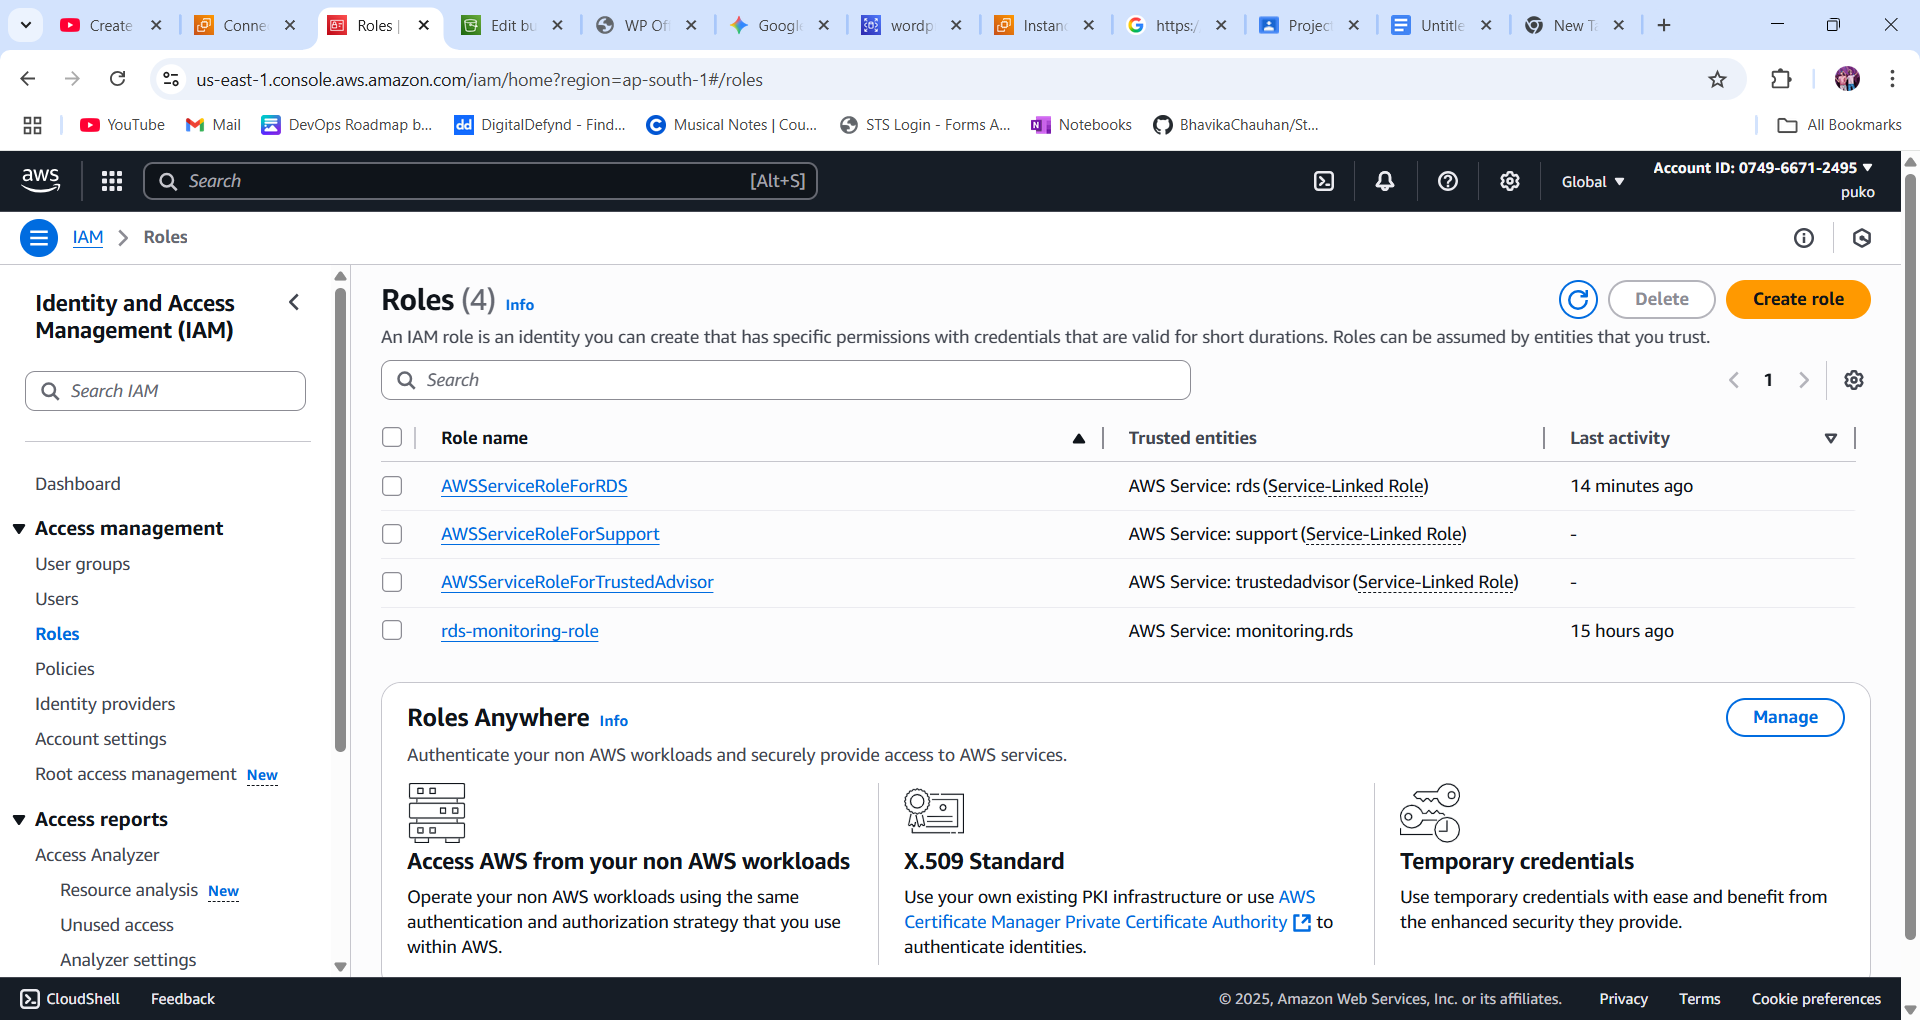 Create
Conne
Roles |
Edit bu
WP Of
Google
wordp
Instanc
https:/
Project
Untitle
New Ta
us-east-1.console.aws.amazon.com/iam/home?region=ap-south-1#/roles
YouTube
Mail
DevOps Roadmap b...
dd DigitalDefynd - Find...
Musical Notes | Cou...
STS Login - Forms A...
Notebooks
BhavikaChauhan/St...
All Bookmarks
aws
Search [Alt+S]
Global
Account ID: 0749-6671-2495
puko
IAM
Roles
Identity and Access
Management (IAM)
Search IAM
Dashboard
Access management
User groups
Users
Roles
Policies
Identity providers
Account settings
Root access management New
Access reports
Access Analyzer
Resource analysis New
Unused access
Analyzer settings
Roles (4) Info
Delete
Create role
An IAM role is an identity you can create that has specific permissions with credentials that are valid for short durations. Roles can be assumed by entities that you trust.
Search
1
Role name Trusted entities Last activity
AWSServiceRoleForRDS AWS Service: rds (Service-Linked Role) 14 minutes ago
AWSServiceRoleForSupport AWS Service: support (Service-Linked Role) -
AWSServiceRoleForTrustedAdvisor AWS Service: trustedadvisor (Service-Linked Role) -
rds-monitoring-role AWS Service: monitoring.rds 15 hours ago
Roles Anywhere Info
Manage
Authenticate your non AWS workloads and securely provide access to AWS services.
Access AWS from your non AWS workloads
Operate your non AWS workloads using the same
authentication and authorization strategy that you use
within AWS.
X.509 Standard
Use your own existing PKI infrastructure or use AWS
Certificate Manager Private Certificate Authority to
authenticate identities.
Temporary credentials
Use temporary credentials with ease and benefit from
the enhanced security they provide.
CloudShell
Feedback
© 2025, Amazon Web Services, Inc. or its affiliates.
Privacy
Terms
Cookie preferences